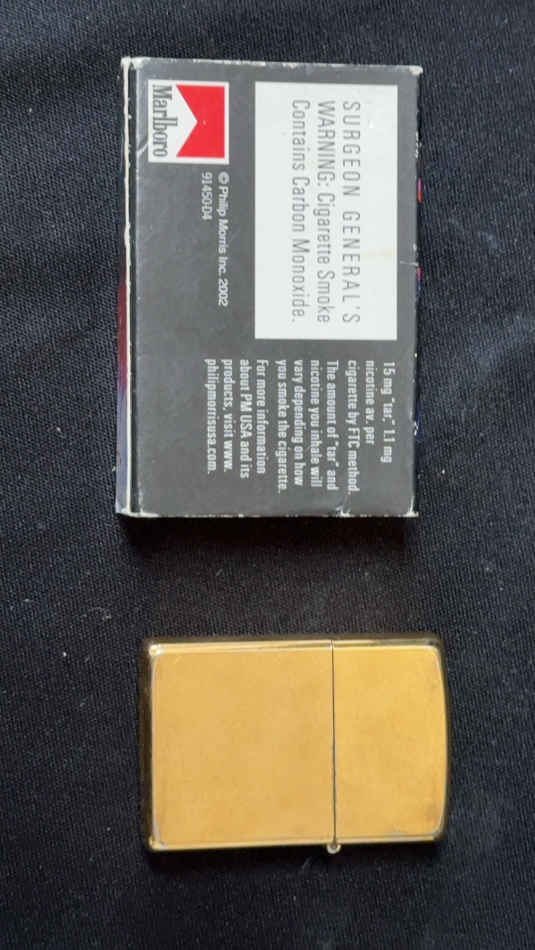 SURGEON GENERAL'S
WARNING: Cigarette Smoke
Contains Carbon Monoxide.
15 mg "tar," 1.1 mg
nicotine av. per
cigarette by FTC method.
The amount of "tar" and
nicotine you inhale will
vary depending on how
you smoke the cigarette.
For more information
about PM USA and its
products, visit www.
philipmorrisusa.com.
Marlboro
© Philip Morris Inc. 2002
91450-D4